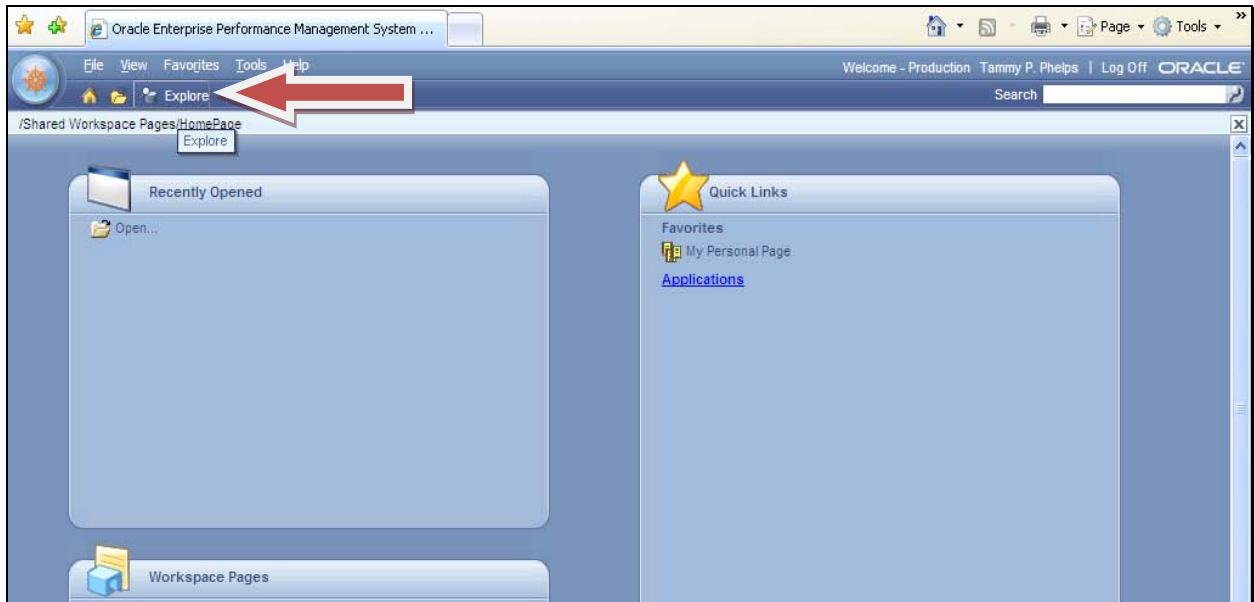 Oracle Enterprise Performance Management System ...
Page
Tools
»
File View Favorites Tools Help
Welcome - Production Tammy P. Phelps | Log Off ORACLE
Explore
Search
/Shared Workspace Pages/HomePage
Explore
Recently Opened
Open...
Quick Links
Favorites
My Personal Page
Applications
Workspace Pages